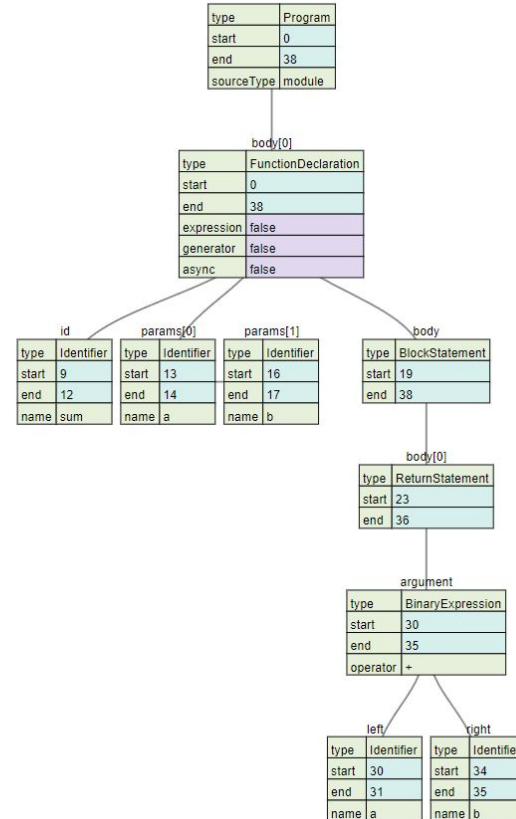 type Program
start 0
end 38
sourceType module
body[0]
type FunctionDeclaration
start 0
end 38
expression false
generator false
async false
id params[0] params[1] body
type Identifier type Identifier type Identifier type BlockStatement
start 9 start 13 start 16 start 19
end 12 end 14 end 17 end 38
name sum name a name b
body[0]
type ReturnStatement
start 23
end 36
argument
type BinaryExpression
start 30
end 35
operator +
left right
type Identifier type Identifie
start 30 start 34
end 31 end 35
name a name b